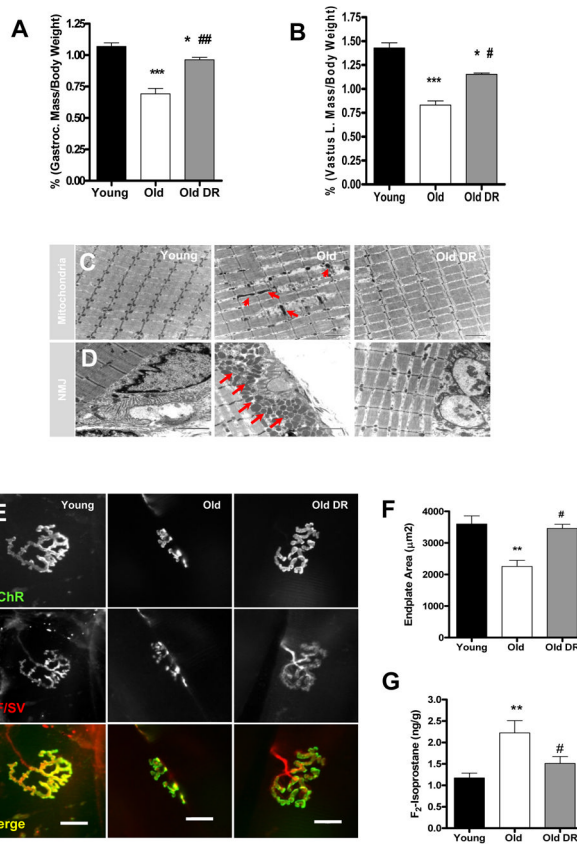 A
% (Gastroc. Mass/Body Weight)
1.25
1.00
0.75
0.50
0.25
0.00
***
* ##
Young
Old
Old DR
B
% (Vastus L. Mass/Body Weight)
1.75
1.50
1.25
1.00
0.75
0.50
0.25
0.00
***
* #
Young
Old
Old DR
Mitochondria
C
Young
Old
Old DR
NMJ
D
E
Young
Old
Old DR
ChR
F/SV
erge
F
Endplate Area (μm2)
4000
3000
2000
1000
0
**
#
Young
Old
Old DR
G
F2-Isoprostane (ng/g)
3.0
2.5
2.0
1.5
1.0
0.5
0.0
**
#
Young
Old
Old DR